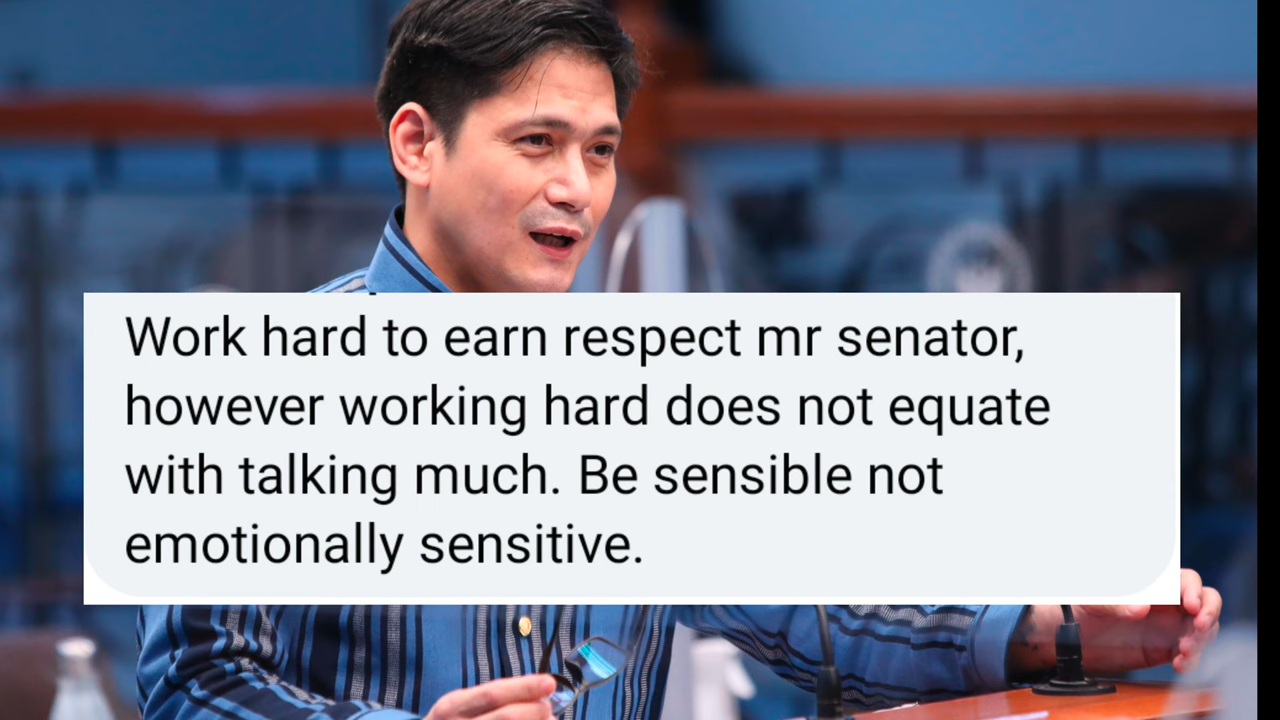 Work hard to earn respect mr senator,
however working hard does not equate
with talking much. Be sensible not
emotionally sensitive.